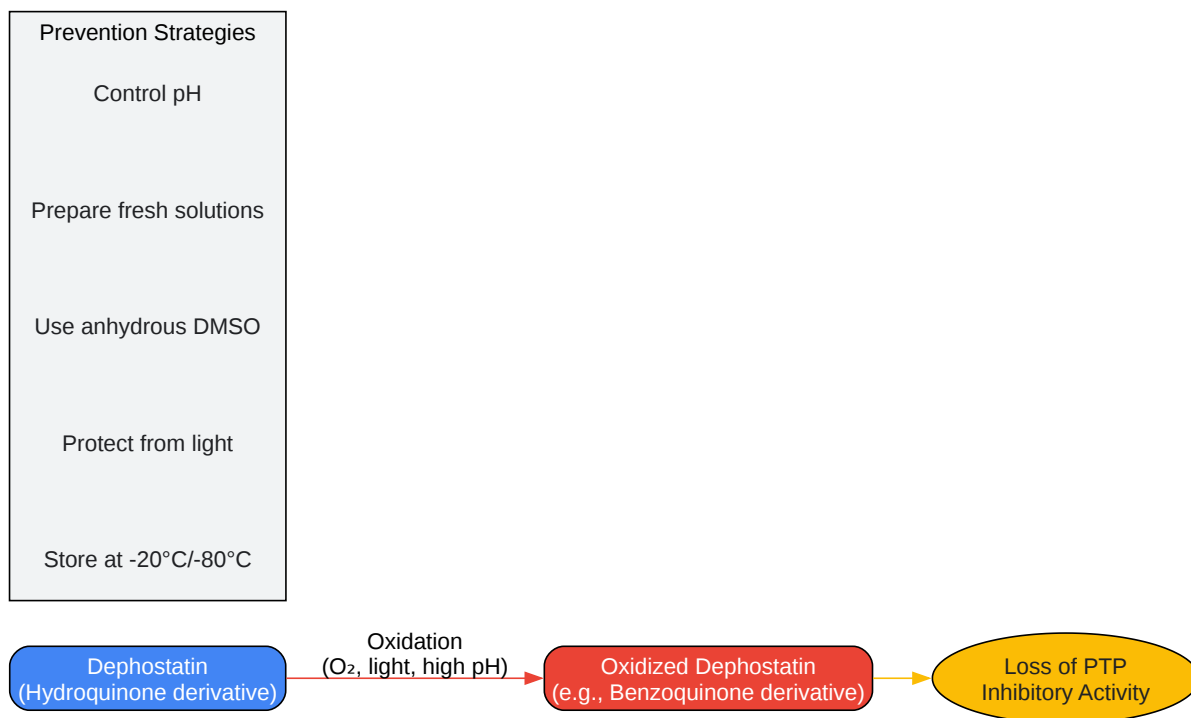 Prevention Strategies
Control pH
Prepare fresh solutions
Use anhydrous DMSO
Protect from light
Store at -20°C/-80°C
Dephostatin
(Hydroquinone derivative)
Oxidation
(O₂, light, high pH)
Oxidized Dephostatin
(e.g., Benzoquinone derivative)
Loss of PTP
Inhibitory Activity